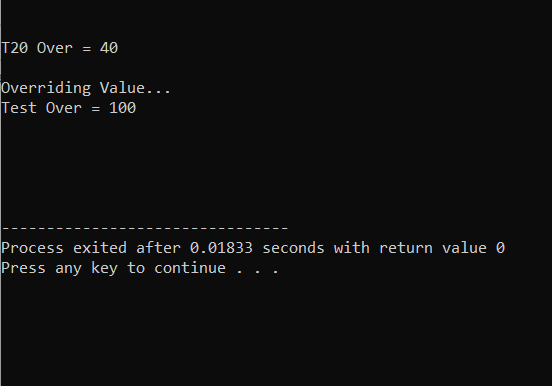 T20 Over = 40
Overriding Value...
Test Over = 100
--------------------------------
Process exited after 0.01833 seconds with return value 0
Press any key to continue . . .